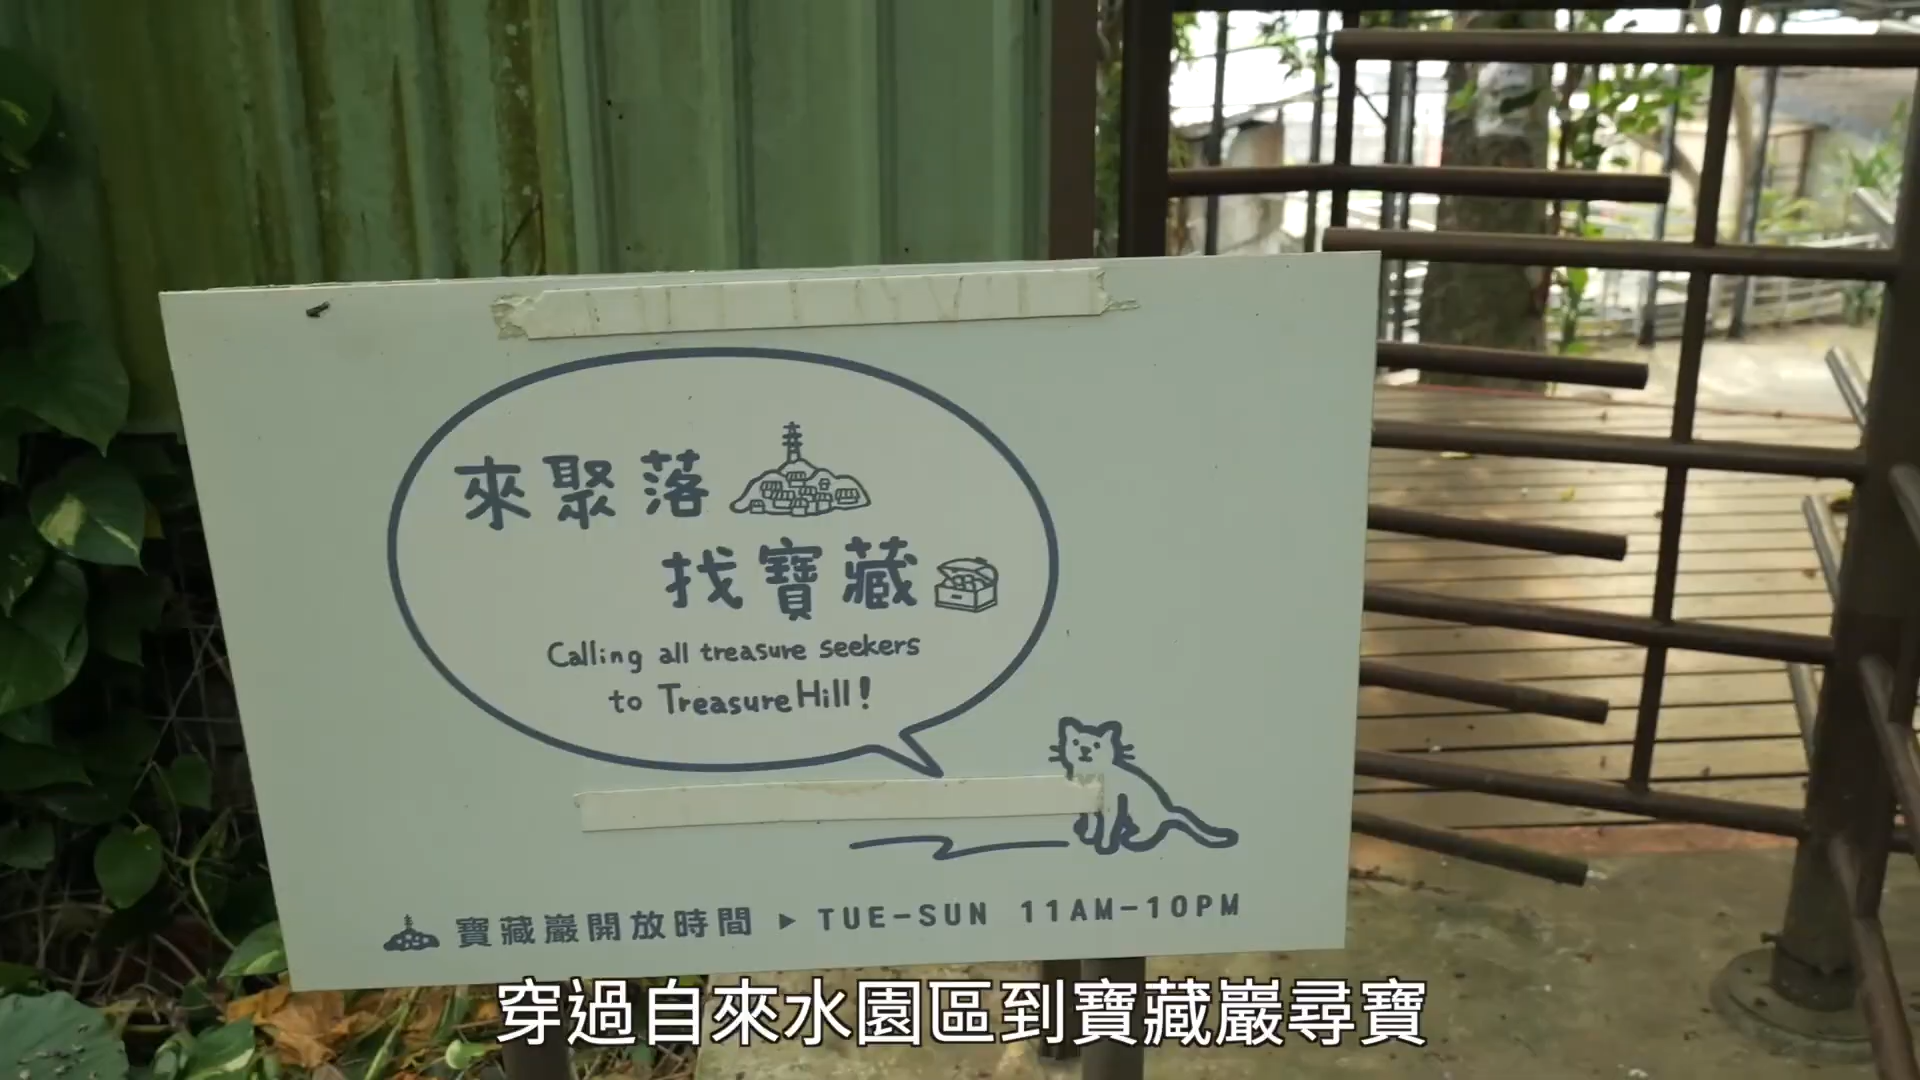 來聚落
找寶藏
Calling all treasure seekers
to Treasure Hill!
寶藏巖開放時間 ▶ TUE-SUN 11AM-10PM
穿過自來水園區到寶藏巖尋寶